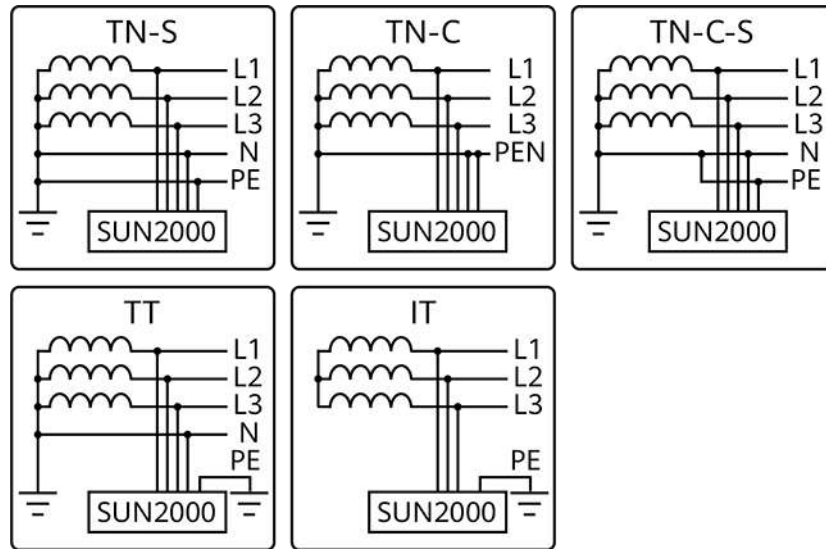 TN-S
L1
L2
L3
N
PE
SUN2000
TN-C
L1
L2
L3
PEN
SUN2000
TN-C-S
L1
L2
L3
N
PE
SUN2000
TT
L1
L2
L3
N
PE
SUN2000
IT
L1
L2
L3
PE
SUN2000